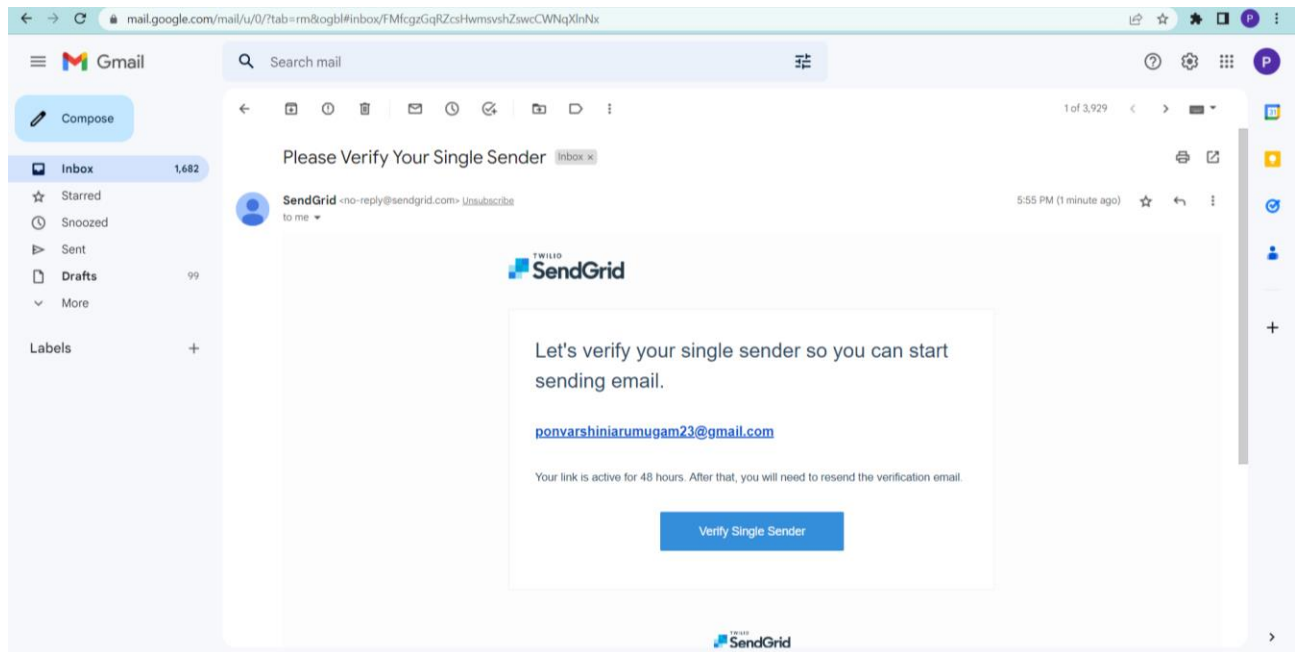 mail.google.com/mail/u/0/?tab=rm&ogbl#inbox/FMfcgzGqRZcsHwmsvshZswcCWNqXlnNx
P
Gmail
Search mail
P
Compose
1 of 3,929
31
Please Verify Your Single Sender Inbox ×
Inbox 1,682
Starred
SendGrid <no-reply@sendgrid.com> Unsubscribe
5:55 PM (1 minute ago)
to me
Snoozed
Sent
Drafts 99
More
Labels +
TWILIO
SendGrid
Let's verify your single sender so you can start
sending email.
ponvarshiniarumugam23@gmail.com
Your link is active for 48 hours. After that, you will need to resend the verification email.
Verify Single Sender
TWILIO
SendGrid